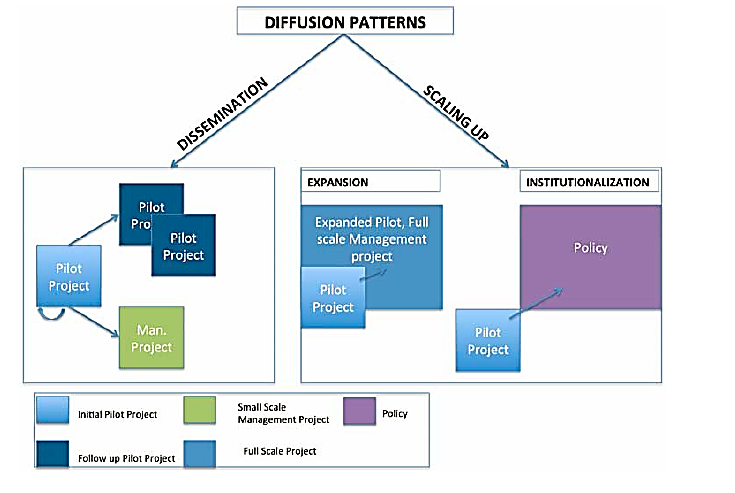 DIFFUSION PATTERNS
DISSEMINATION
SCALING UP
Pilot
Pro
Pilot
Project
Pilot
Project
Man.
Project
EXPANSION
Expanded Pilot, Full
scale Management
project
Pilot
Project
INSTITUTIONALIZATION
Policy
Pilot
Project
Initial Pilot Project
Small Scale
Management Project
Policy
Follow up Pilot Project
Full Scale Project